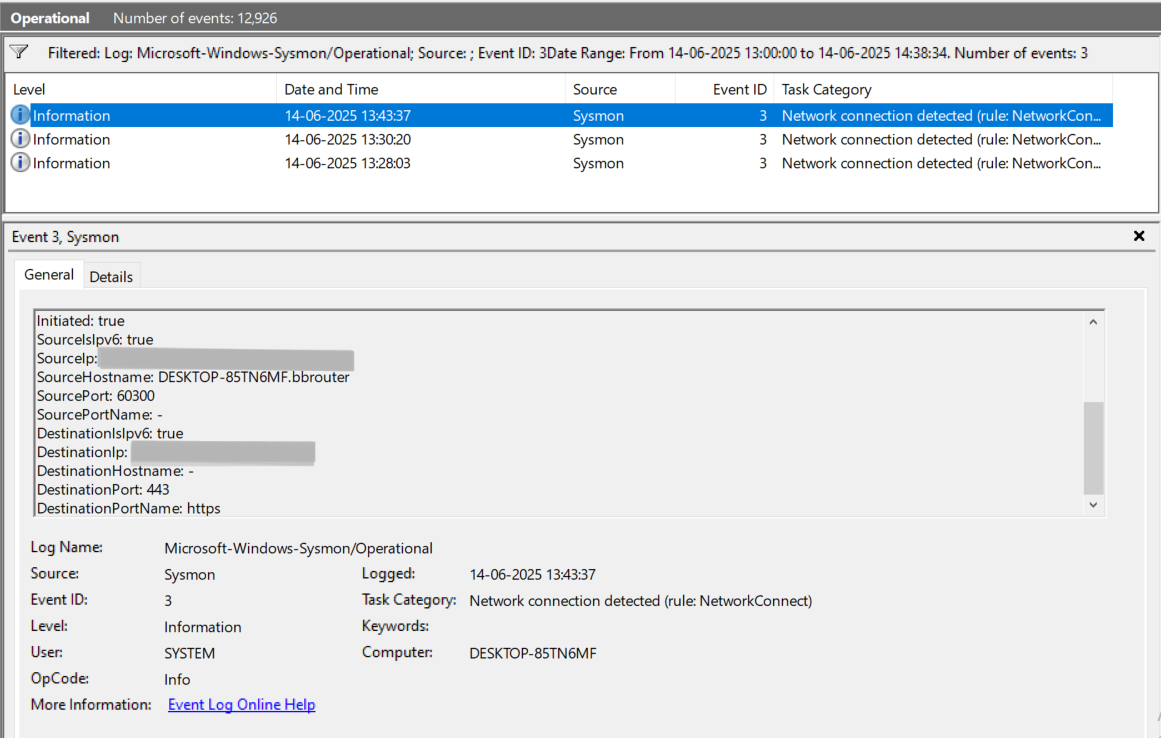 Operational Number of events: 12,926
Filtered: Log: Microsoft-Windows-Sysmon/Operational; Source: ; Event ID: 3Date Range: From 14-06-2025 13:00:00 to 14-06-2025 14:38:34. Number of events: 3
Level Date and Time Source Event ID Task Category
Information 14-06-2025 13:43:37 Sysmon 3 Network connection detected (rule: NetworkCon...
Information 14-06-2025 13:30:20 Sysmon 3 Network connection detected (rule: NetworkCon...
Information 14-06-2025 13:28:03 Sysmon 3 Network connection detected (rule: NetworkCon...
Event 3, Sysmon
General Details
Initiated: true
SourceIsIpv6: true
SourceIp:
SourceHostname: DESKTOP-85TN6MF.bbrouter
SourcePort: 60300
SourcePortName: -
DestinationIsIpv6: true
DestinationIp:
DestinationHostname: -
DestinationPort: 443
DestinationPortName: https
Log Name: Microsoft-Windows-Sysmon/Operational
Source: Sysmon Logged: 14-06-2025 13:43:37
Event ID: 3 Task Category: Network connection detected (rule: NetworkConnect)
Level: Information Keywords:
User: SYSTEM Computer: DESKTOP-85TN6MF
OpCode: Info
More Information: Event Log Online Help